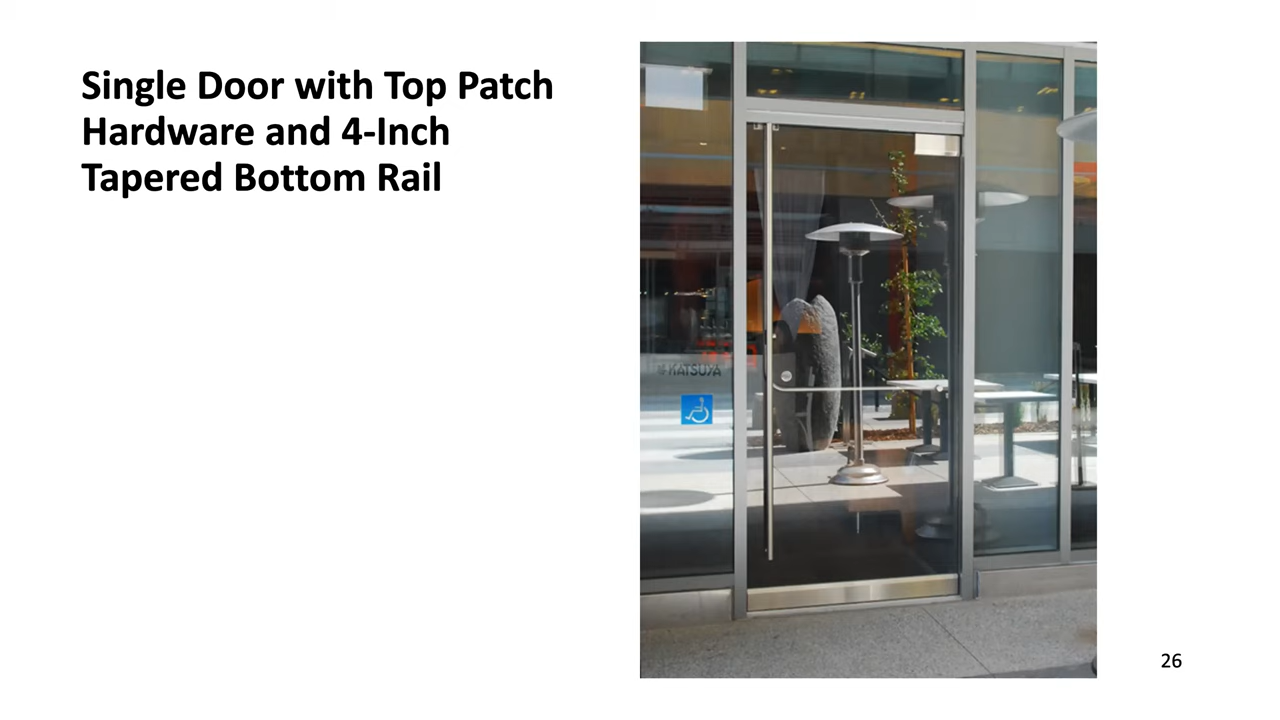 Single Door with Top Patch
Hardware and 4-Inch
Tapered Bottom Rail
KATSUYA
26